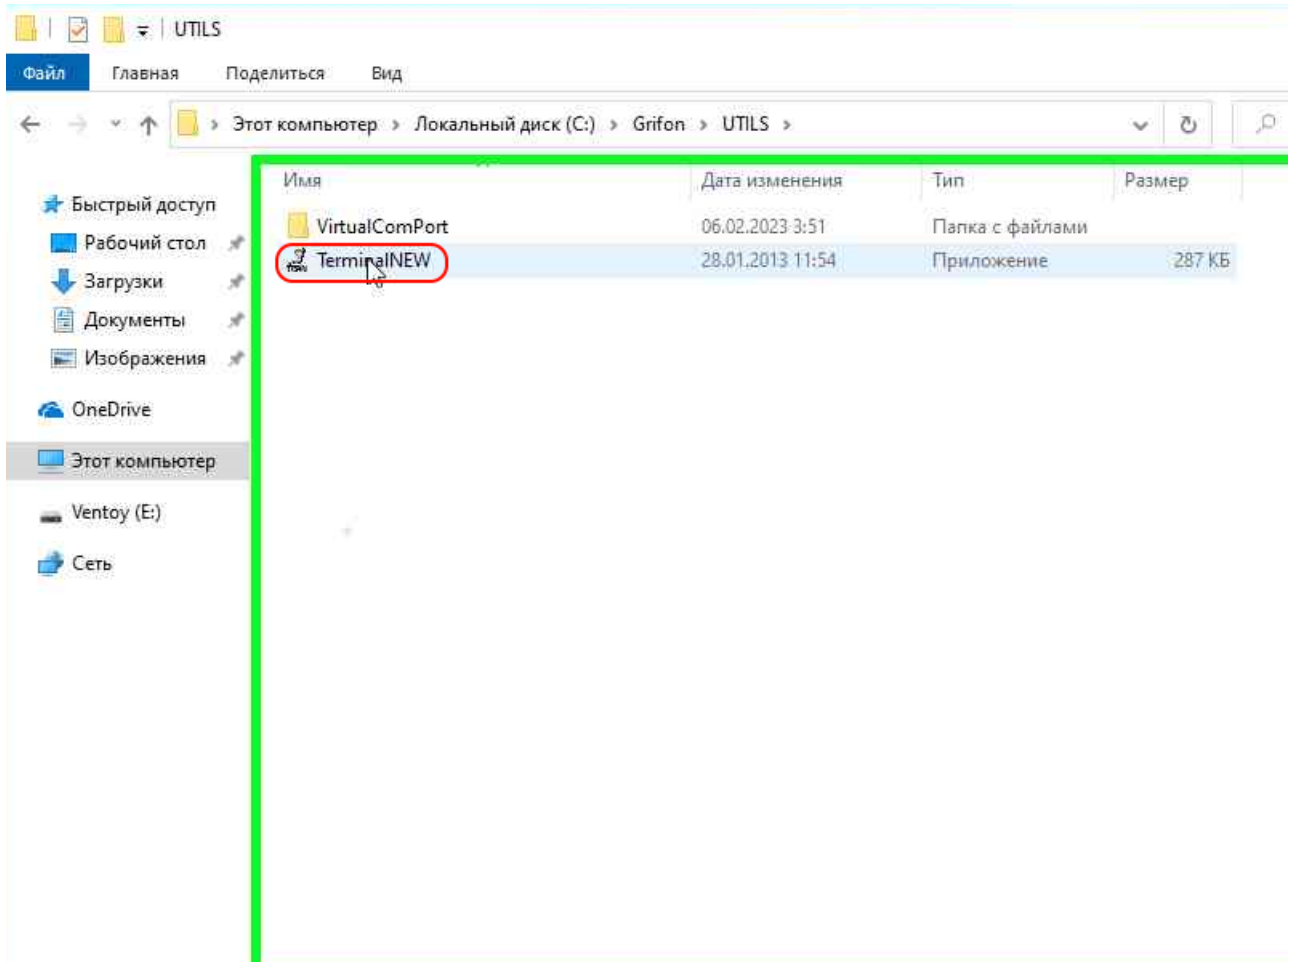 UTILS
Файл Главная Поделиться Вид
Этот компьютер › Локальный диск (C:) › Grifon › UTILS ›
Имя Дата изменения Тип Размер
Быстрый доступ
VirtualComPort 06.02.2023 3:51 Папка с файлами
Рабочий стол
TerminalNEW 28.01.2013 11:54 Приложение 287 КБ
Загрузки
Документы
Изображения
OneDrive
Этот компьютер
Ventoy (E:)
Сеть